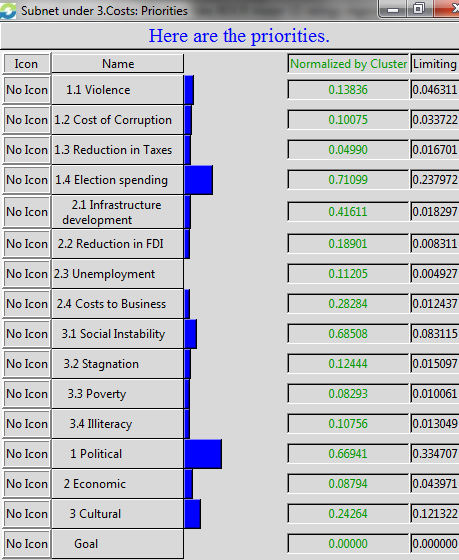 Subnet under 3.Costs: Priorities
Here are the priorities.
Icon Name Normalized by Cluster Limiting
No Icon 1.1 Violence 0.13836 0.046311
No Icon 1.2 Cost of Corruption 0.10075 0.033722
No Icon 1.3 Reduction in Taxes 0.04990 0.016701
No Icon 1.4 Election spending 0.71099 0.237972
No Icon 2.1 Infrastructure development 0.41611 0.018297
No Icon 2.2 Reduction in FDI 0.18901 0.008311
No Icon 2.3 Unemployment 0.11205 0.004927
No Icon 2.4 Costs to Business 0.28284 0.012437
No Icon 3.1 Social Instability 0.68508 0.083115
No Icon 3.2 Stagnation 0.12444 0.015097
No Icon 3.3 Poverty 0.08293 0.010061
No Icon 3.4 Illiteracy 0.10756 0.013049
No Icon 1 Political 0.66941 0.334707
No Icon 2 Economic 0.08794 0.043971
No Icon 3 Cultural 0.24264 0.121322
No Icon Goal 0.00000 0.000000